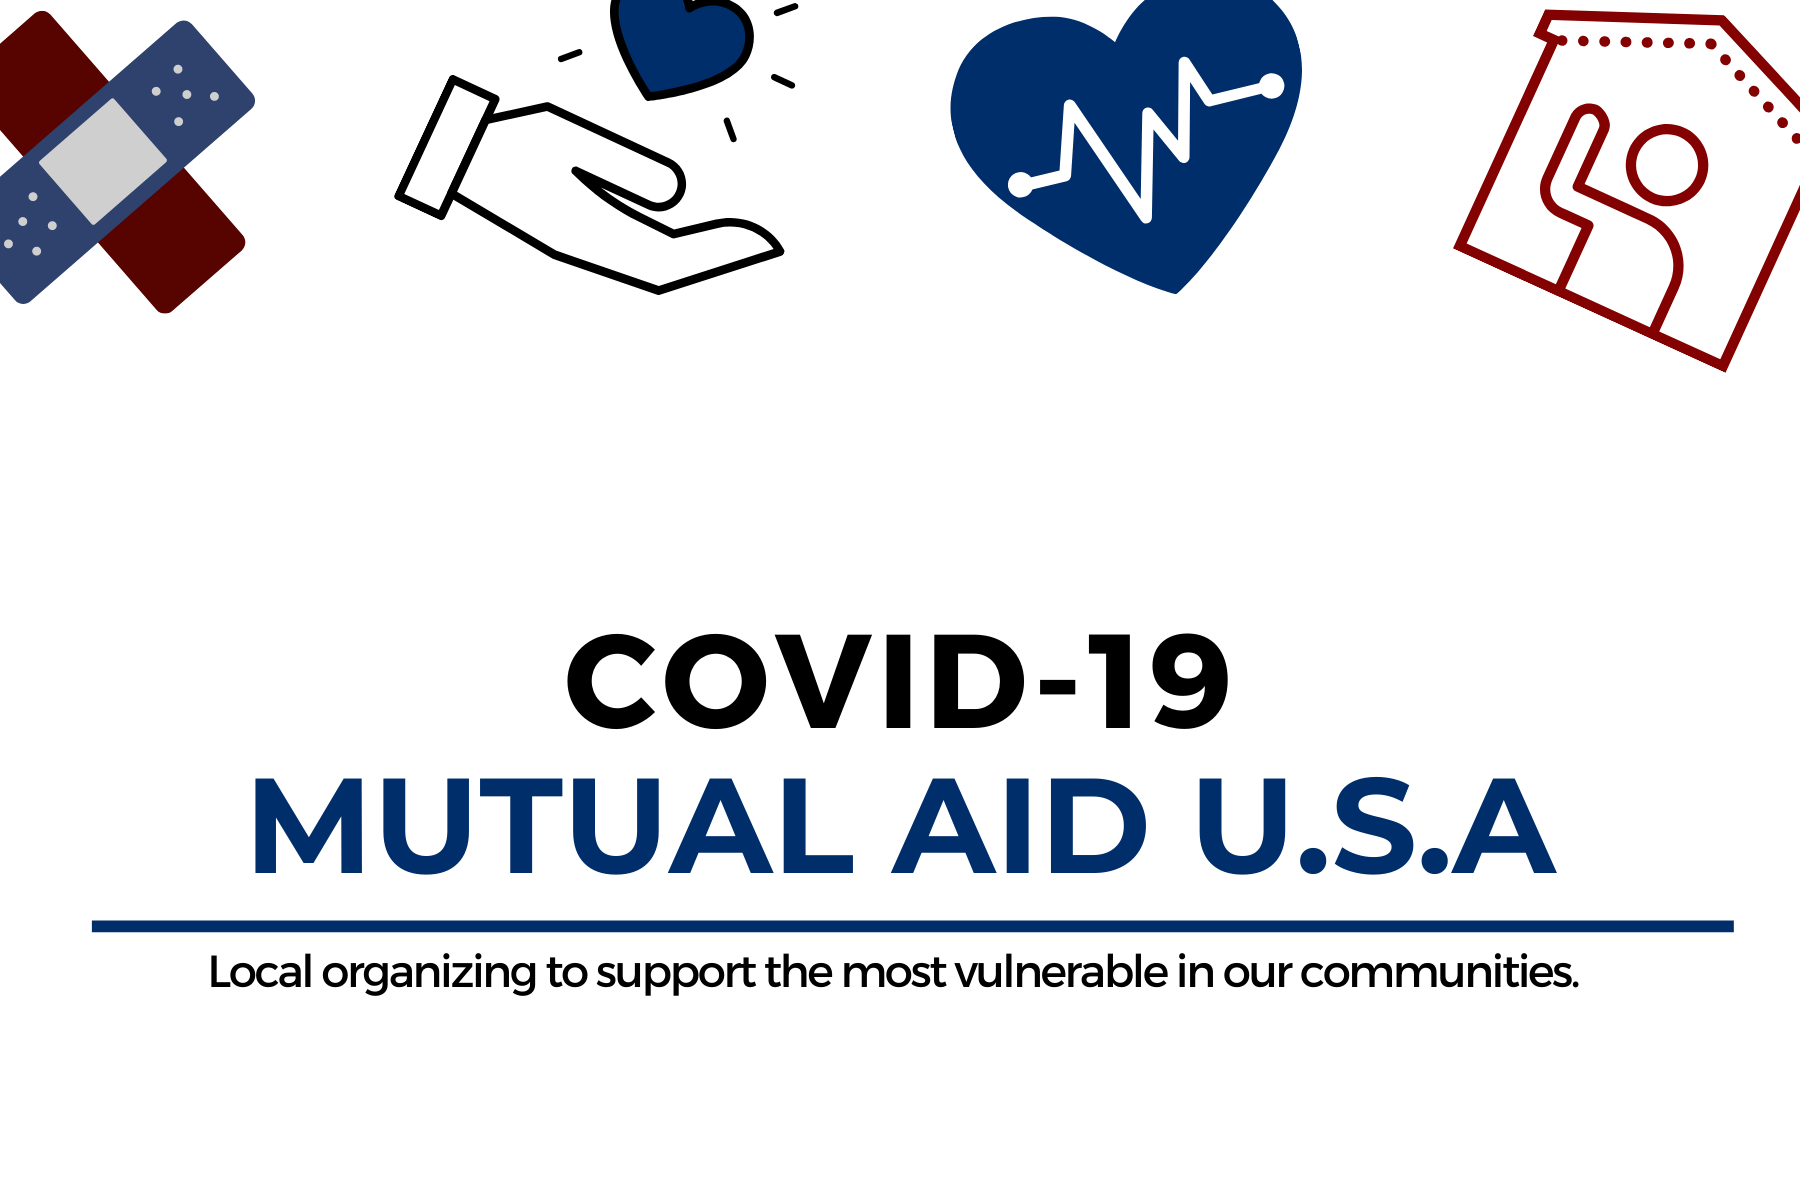 COVID-19
MUTUAL AID U.S.A
Local organizing to support the most vulnerable in our communities.